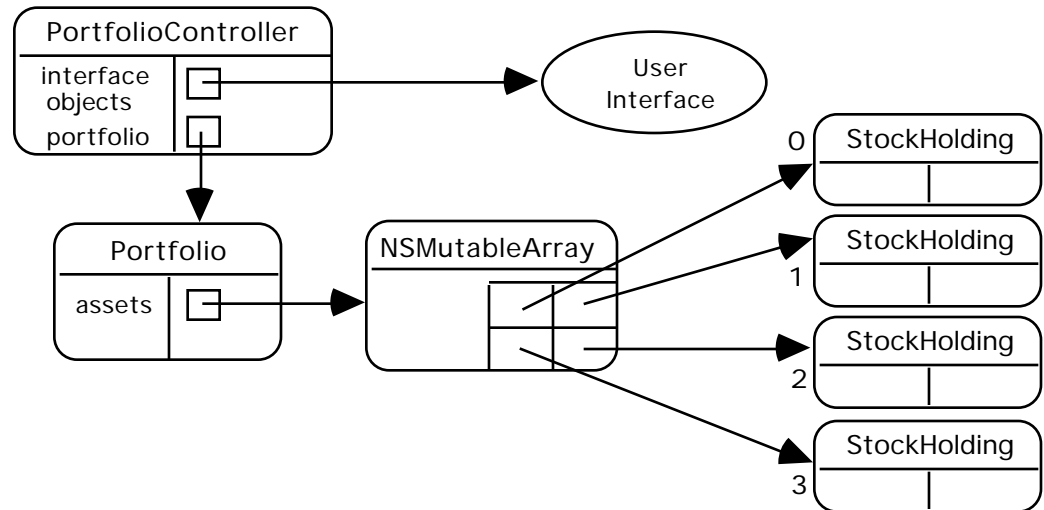 PortfolioController
interface
objects
portfolio
User
Interface
Portfolio
assets
NSMutableArray
0
StockHolding
1
StockHolding
2
StockHolding
3
StockHolding